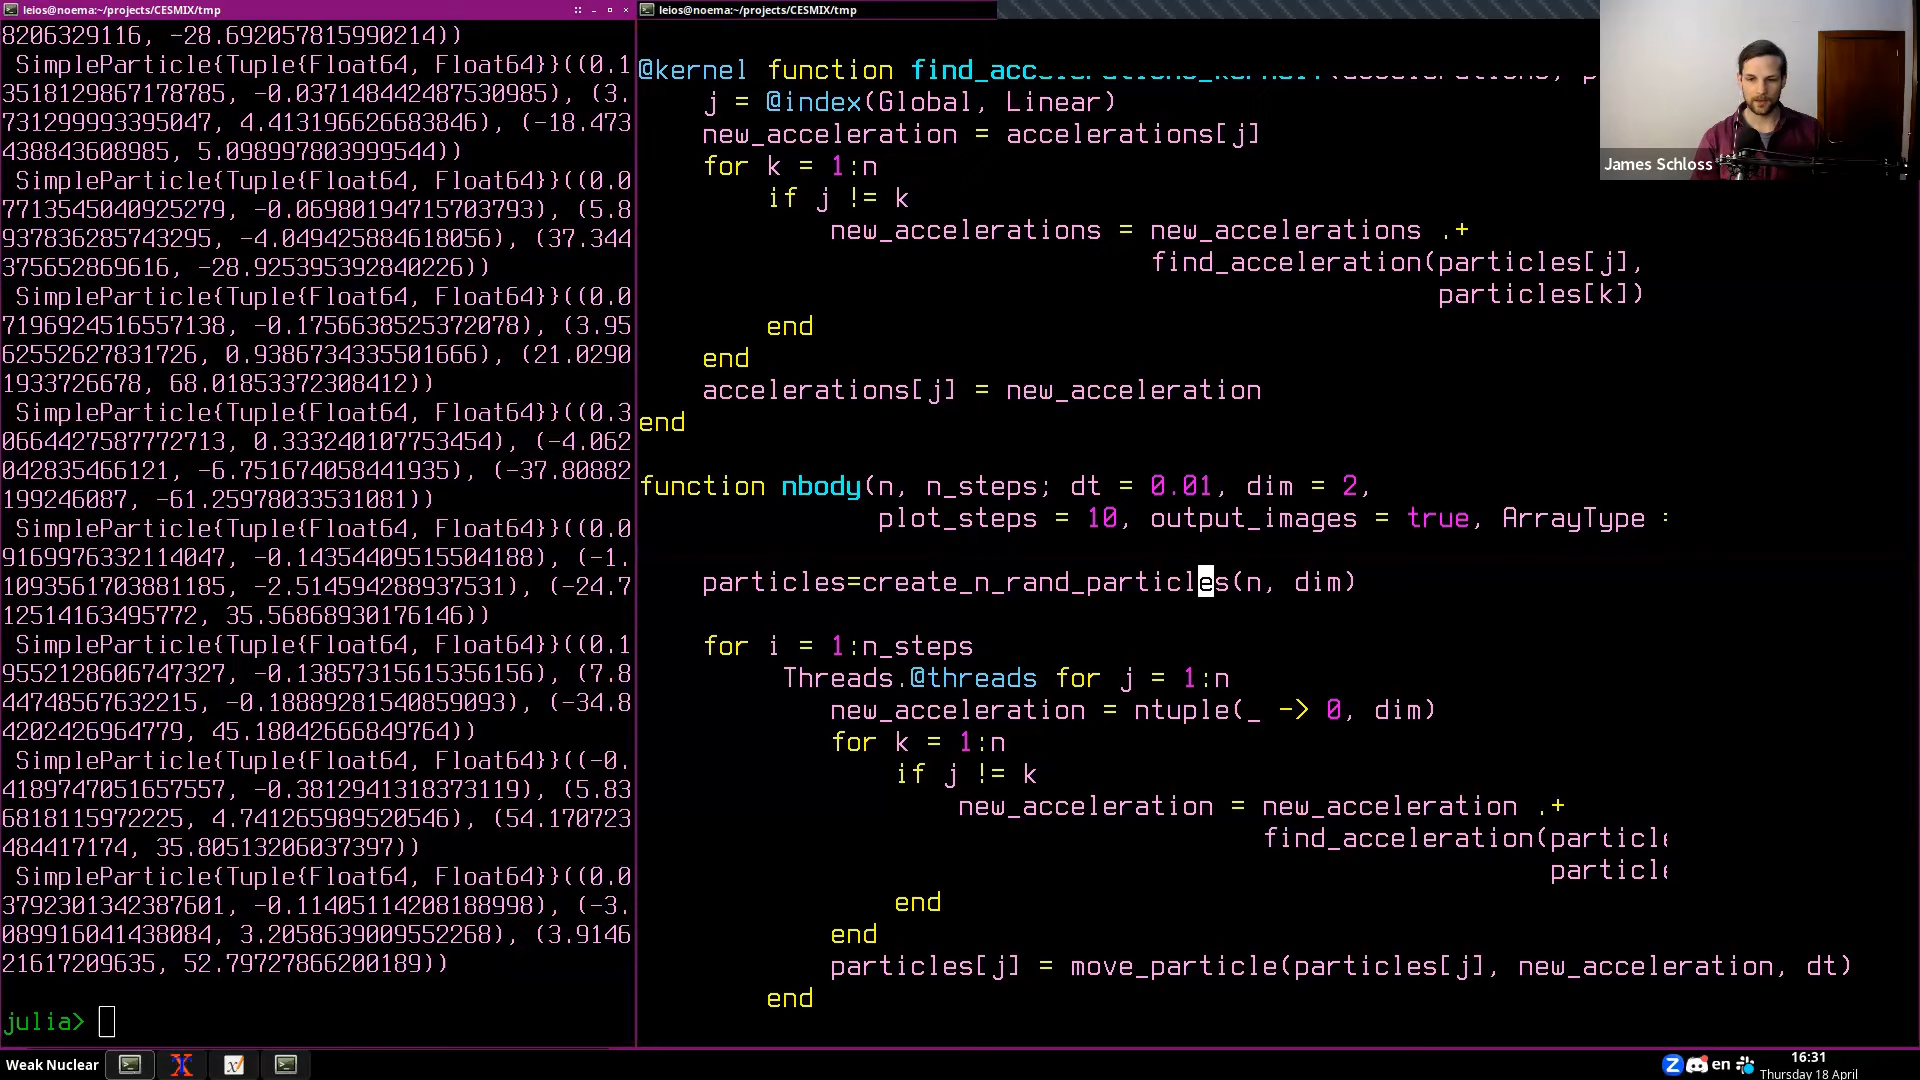 leios@noema:~/projects/CESMIX/tmp
8206329116, -28.692057815990214))
SimpleParticle{Tuple{Float64, Float64}}((0.1
35181298671787​85, -0.0371484424875309​85), (3.
731299993395047, 4.413196626683846), (-18.473
438843608985, 5.0989978039995​44))
SimpleParticle{Tuple{Float64, Float64}}((0.0
7713545040925279, -0.06980194715703793), (5.8
937836285743295, -4.049425884618056), (37.344
375652869616, -28.925395392840226))
SimpleParticle{Tuple{Float64, Float64}}((0.0
7196924516557138, -0.1756638525372078), (3.95
62552627831726, 0.9386734335501666), (21.0290
1933726678, 68.01853372308412))
SimpleParticle{Tuple{Float64, Float64}}((0.3
0664427587772713, 0.333240107753454), (-4.062
042835466121, -6.751674058441935), (-37.80882
199246087, -61.25978033531081))
SimpleParticle{Tuple{Float64, Float64}}((0.0
9169976332114047, -0.14354409515504188), (-1.
1093561703881185, -2.514594288937531), (-24.7
12514163495772, 35.56868930176146))
SimpleParticle{Tuple{Float64, Float64}}((0.1
9552128606747327, -0.13857315615356156), (7.8
44748567632215, -0.18889281540859093), (-34.8
4202426964779, 45.18042666849764))
SimpleParticle{Tuple{Float64, Float64}}((-0.
4189747051657557, -0.3812941318373119), (5.83
6818115972225, 4.741265989520546), (54.170723
484417174, 35.80513206037397))
SimpleParticle{Tuple{Float64, Float64}}((0.0
37923013423876​01, -0.11405114208188998), (-3.
089916041438084, 3.2058639009552268), (3.9146
21617209635, 52.79727866200189))
julia>
leios@noema:~/projects/CESMIX/tmp
@kernel function find_acc
j = @index(Global, Linear)
new_acceleration = accelerations[j]
for k = 1:n
if j != k
new_accelerations = new_accelerations .+
find_acceleration(particles[j],
particles[k])
end
end
accelerations[j] = new_acceleration
end
function nbody(n, n_steps; dt = 0.01, dim = 2,
plot_steps = 10, output_images = true, ArrayType
particles=create_n_rand_particles(n, dim)
for i = 1:n_steps
Threads.@threads for j = 1:n
new_acceleration = ntuple(_ -> 0, dim)
for k = 1:n
if j != k
new_acceleration = new_acceleration .+
find_acceleration(particle
particle
end
end
particles[j] = move_particle(particles[j], new_acceleration, dt)
end
James Schloss
Weak Nuclear
en
16:31
Thursday 18 April